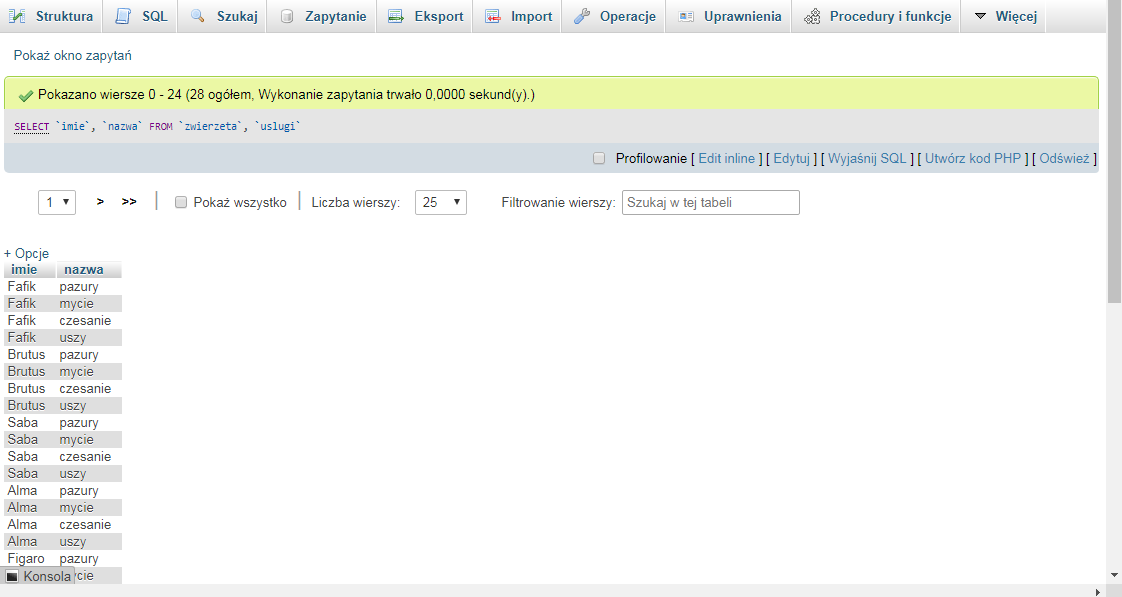 Struktura SQL Szukaj Zapytanie Eksport Import Operacje Uprawnienia Procedury i funkcje Więcej
Pokaż okno zapytań
Pokazano wiersze 0 - 24 (28 ogółem, Wykonanie zapytania trwało 0,0000 sekund(y).)
SELECT `imie`, `nazwa` FROM `zwierzeta`, `uslugi`
Profilowanie [ Edit inline ] [ Edytuj ] [ Wyjaśnij SQL ] [ Utwórz kod PHP ] [ Odśwież ]
1 > >> Pokaż wszystko Liczba wierszy: 25 Filtrowanie wierszy: Szukaj w tej tabeli
+ Opcje
imie nazwa
Fafik pazury
Fafik mycie
Fafik czesanie
Fafik uszy
Brutus pazury
Brutus mycie
Brutus czesanie
Brutus uszy
Saba pazury
Saba mycie
Saba czesanie
Saba uszy
Alma pazury
Alma mycie
Alma czesanie
Alma uszy
Figaro pazury
Konsola